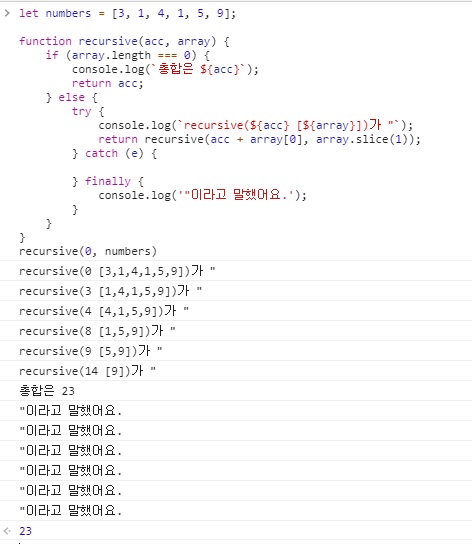 > let numbers = [3, 1, 4, 1, 5, 9];

function recursive(acc, array) {
    if (array.length === 0) {
        console.log(`총합은 ${acc}`);
        return acc;
    } else {
        try {
            console.log(`recursive(${acc} [${array}])가 "`);
            return recursive(acc + array[0], array.slice(1));
        } catch (e) {

        } finally {
            console.log('"이라고 말했어요.');
        }
    }
}
recursive(0, numbers)
recursive(0 [3,1,4,1,5,9])가 "
recursive(3 [1,4,1,5,9])가 "
recursive(4 [4,1,5,9])가 "
recursive(8 [1,5,9])가 "
recursive(9 [5,9])가 "
recursive(14 [9])가 "
총합은 23
"이라고 말했어요.
"이라고 말했어요.
"이라고 말했어요.
"이라고 말했어요.
"이라고 말했어요.
"이라고 말했어요.
23